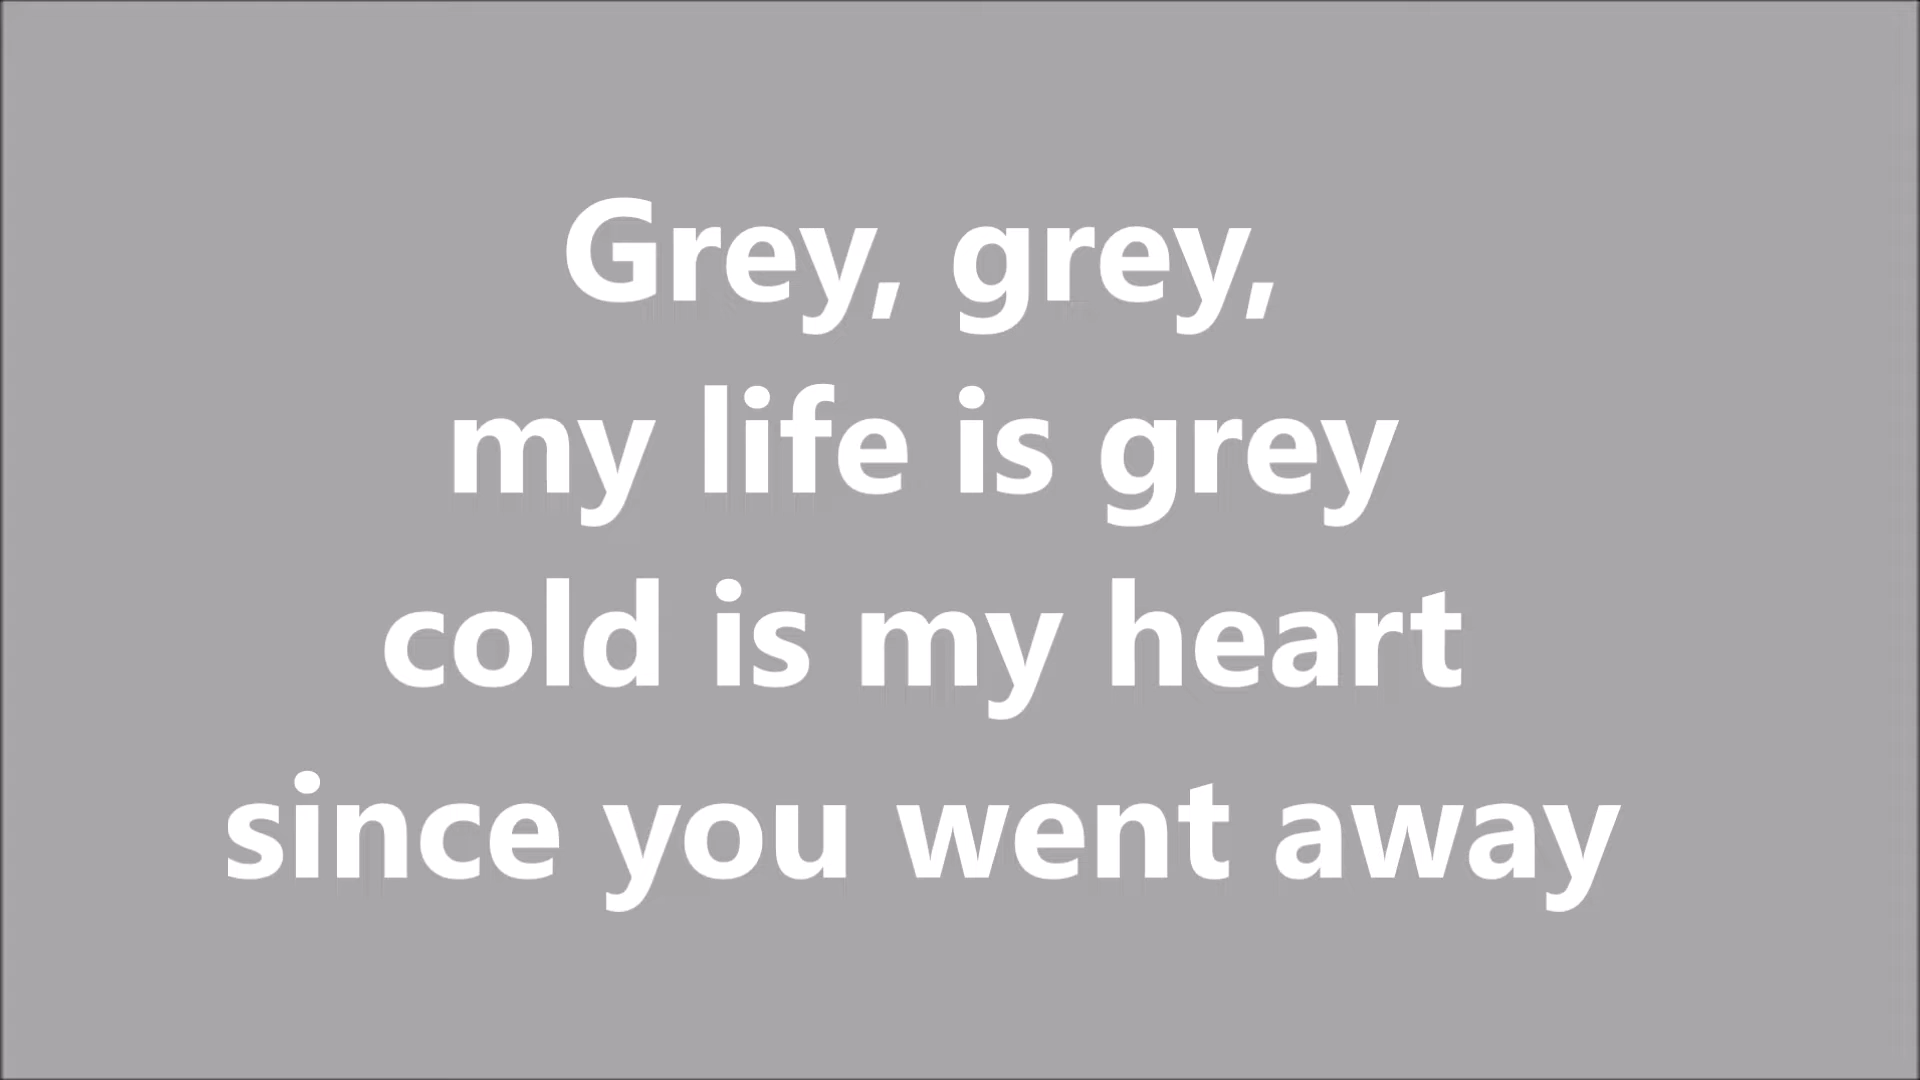 Grey, grey,
my life is grey
cold is my heart
since you went away